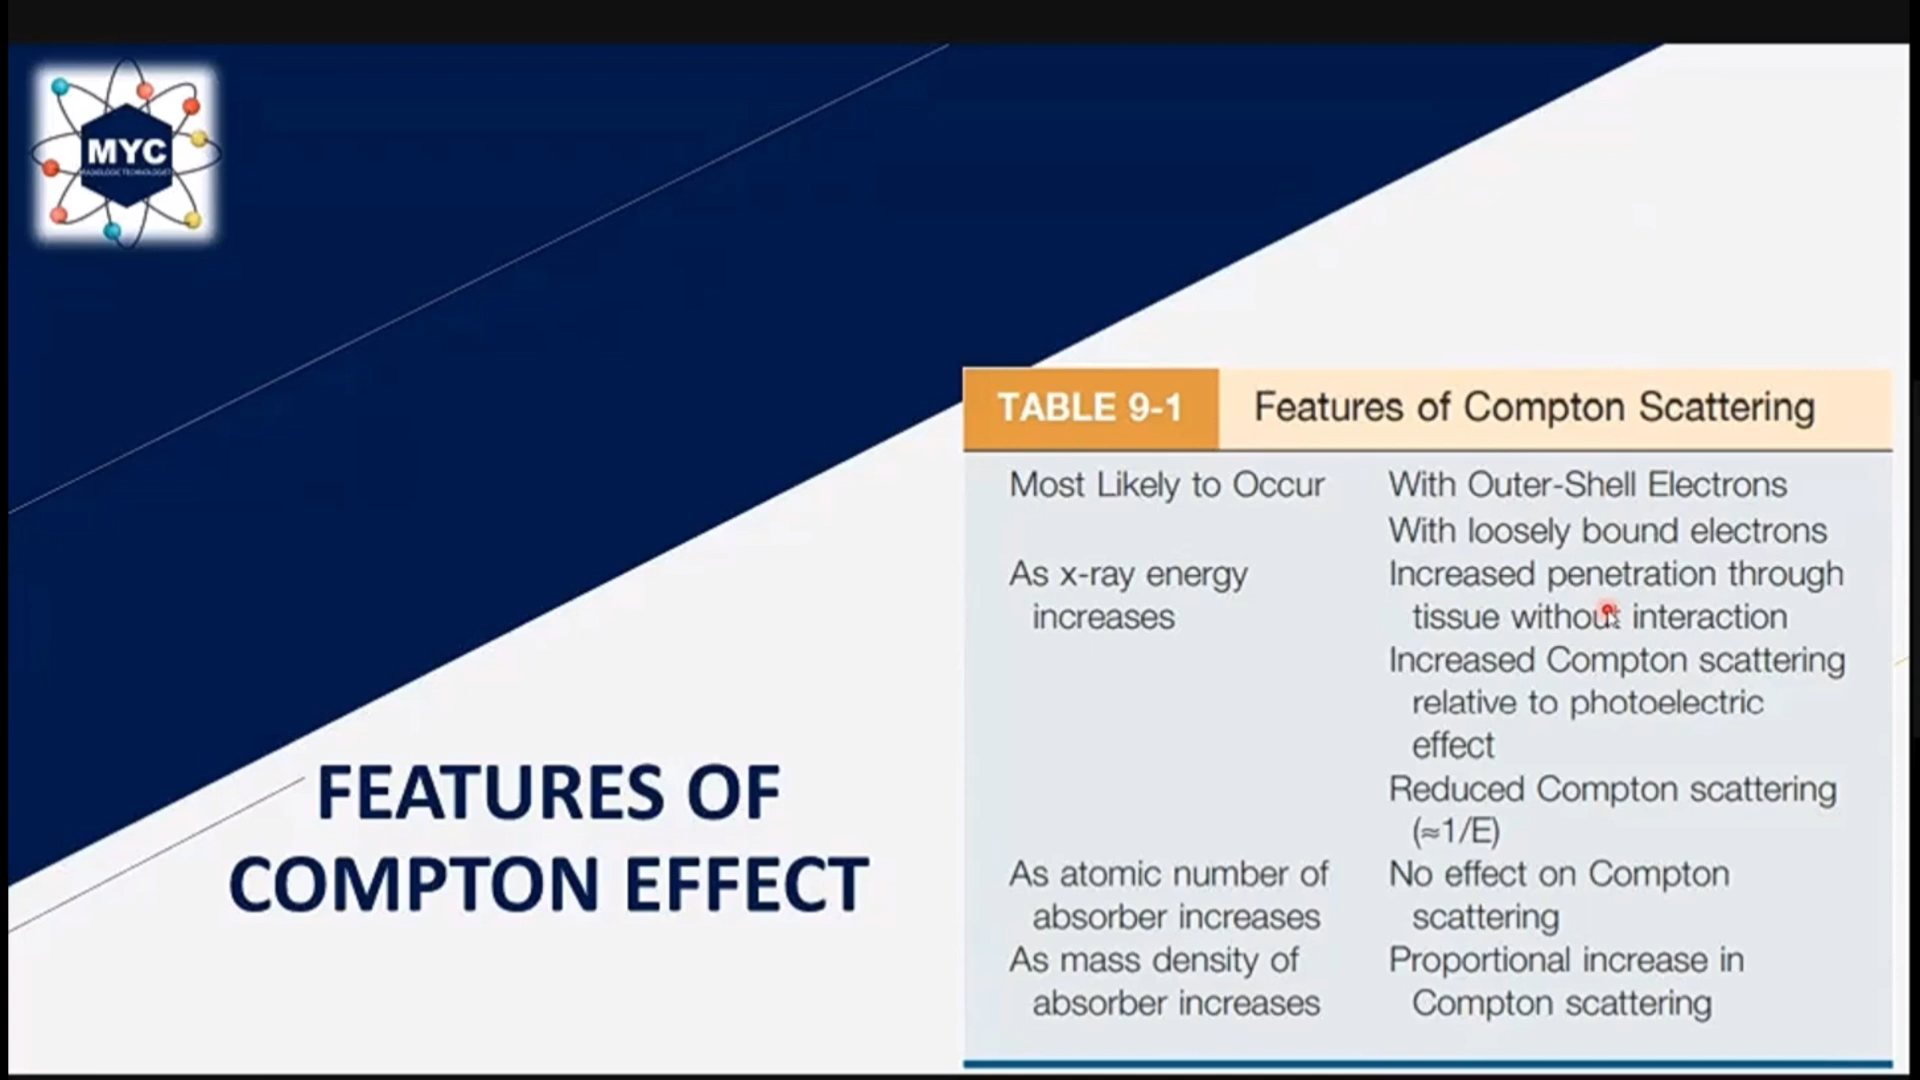 MYC
RADIOLOGIC TECHNOLOGIST
FEATURES OF
COMPTON EFFECT
TABLE 9-1 Features of Compton Scattering
Most Likely to Occur With Outer-Shell Electrons
With loosely bound electrons
As x-ray energy Increased penetration through
increases tissue without interaction
Increased Compton scattering
relative to photoelectric
effect
Reduced Compton scattering
(≈1/E)
As atomic number of No effect on Compton
absorber increases scattering
As mass density of Proportional increase in
absorber increases Compton scattering